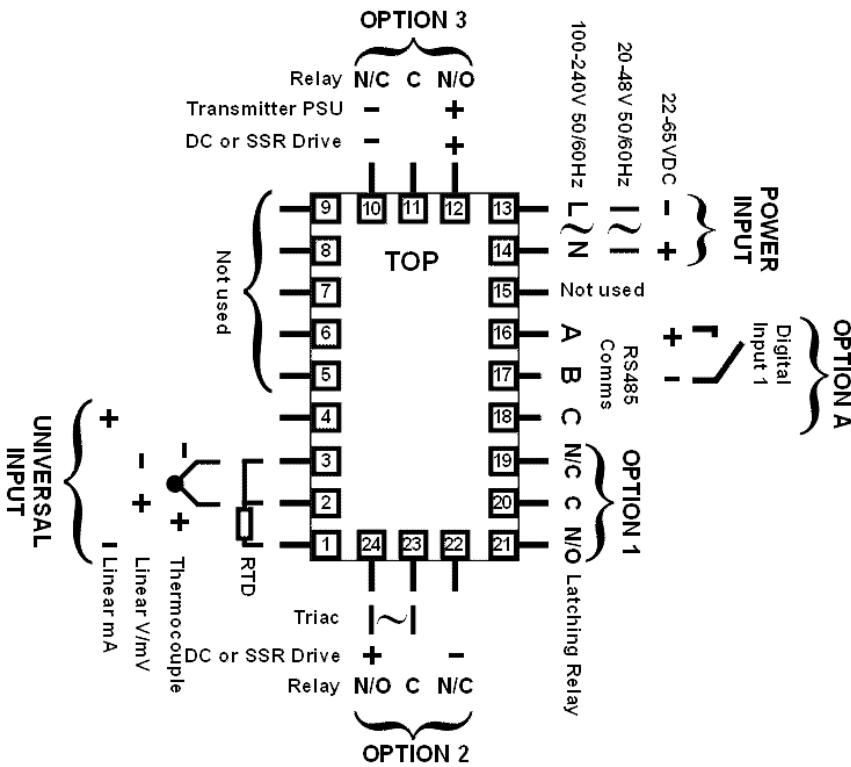 OPTION 3
Relay N/C C N/O
Transmitter PSU - +
DC or SSR Drive - +
100-240V 50/60Hz
20-48V 50/60Hz
22-65VDC
L ~ N
~
- +
POWER INPUT
9 10 11 12 13
8 TOP 14
7 15 Not used
6 16 A
5 17 B
4 18 C
3 19 N/C
2 20 C
1 24 23 22 21 N/O
Not used
RS485 Comms
+ -
Digital Input 1
OPTION A
OPTION 1
Latching Relay
UNIVERSAL INPUT
+ - Linear mA
- + Linear V/mV
- + Thermocouple
RTD
Triac ~
DC or SSR Drive + -
Relay N/O C N/C
OPTION 2